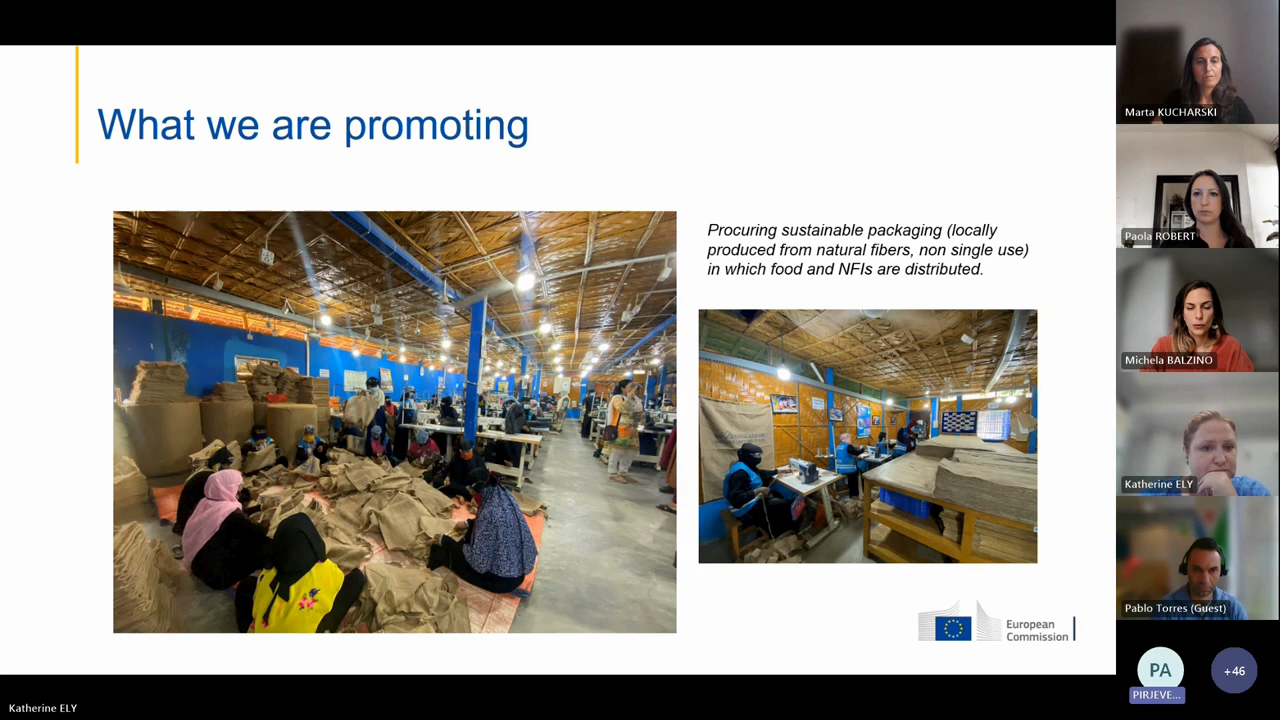 What we are promoting
Procuring sustainable packaging (locally
produced from natural fibers, non single use)
in which food and NFIs are distributed.
European
Commission
Marta KUCHARSKI
Paola ROBERT
Michela BALZINO
Katherine ELY
Pablo Torres (Guest)
PA
PIRJEVE...
+46
Katherine ELY